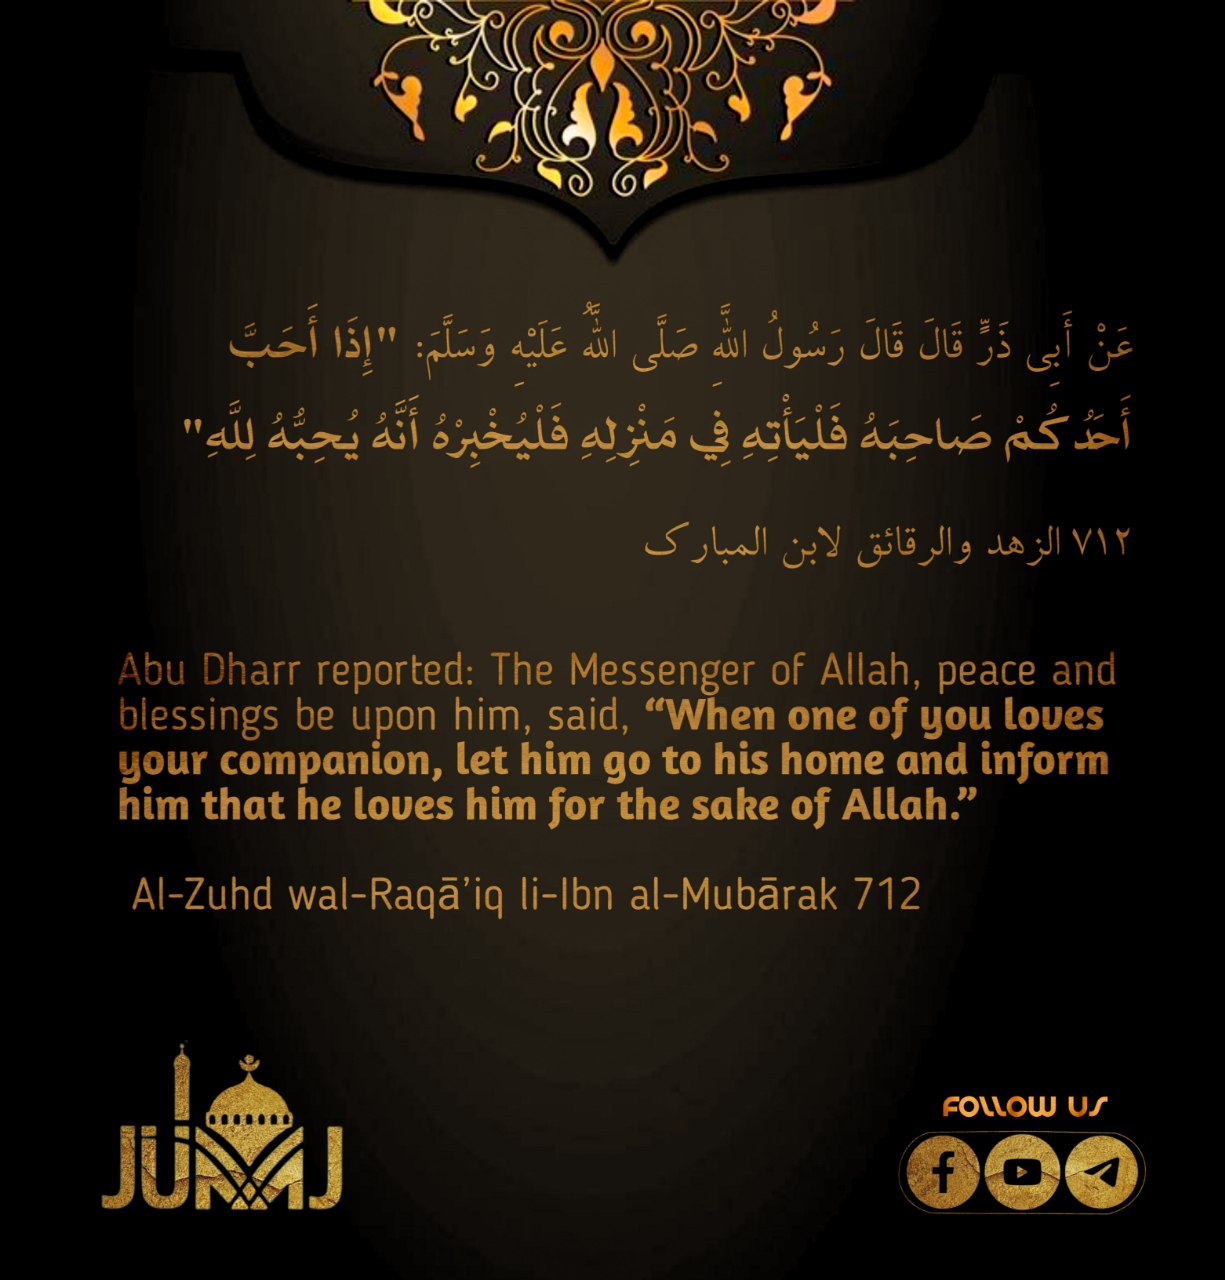 عَنْ أَبِي ذَرٍّ قَالَ قَالَ رَسُولُ اللَّهِ صَلَّى اللَّهُ عَلَيْهِ وَسَلَّمَ: "إِذَا أَحَبَّ
أَحَدُكُمْ صَاحِبَهُ فَلْيَأْتِهِ فِي مَنْزِلِهِ فَلْيُخْبِرْهُ أَنَّهُ يُحِبُّهُ لِلَّهِ"
٧١٢ الزهد والرقائق لابن المبارك
Abu Dharr reported: The Messenger of Allah, peace and
blessings be upon him, said, “When one of you loves
your companion, let him go to his home and inform
him that he loves him for the sake of Allah.”
Al-Zuhd wal-Raqā’iq li-Ibn al-Mubārak 712
JÜMMJ
FOLLOW US